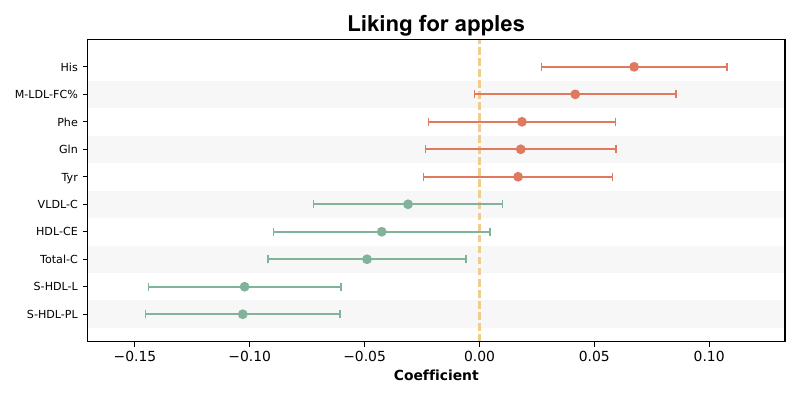 Liking for apples
His
M-LDL-FC%
Phe
Gln
Tyr
VLDL-C
HDL-CE
Total-C
S-HDL-L
S-HDL-PL
−0.15 −0.10 −0.05 0.00 0.05 0.10
Coefficient